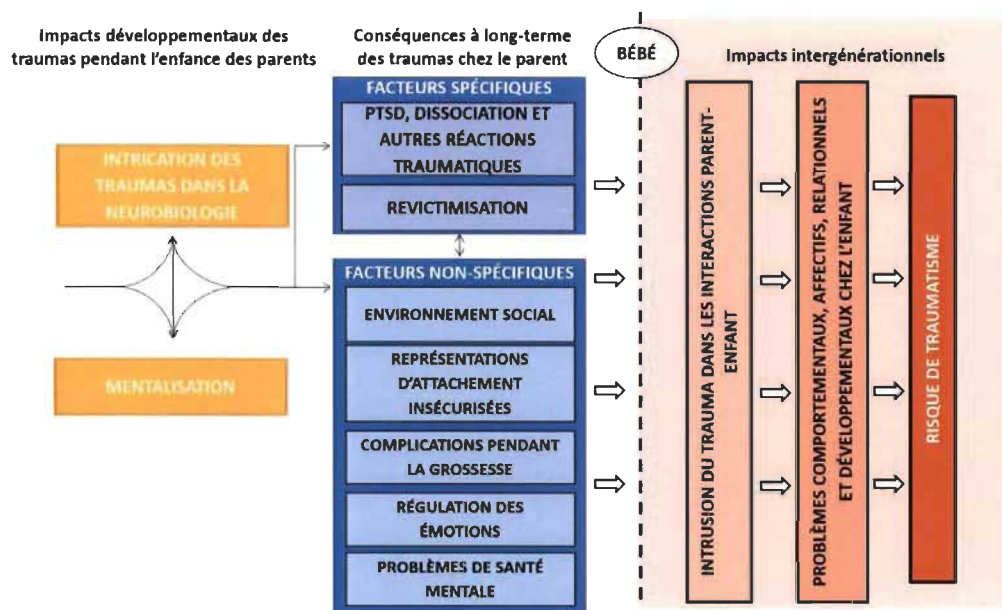 Impacts développementaux des
traumas pendant l'enfance des parents
Conséquences à long-terme
des traumas chez le parent
BÉBÉ
Impacts intergénérationnels
INTRICATION DES
TRAUMAS DANS LA
NEUROBIOLOGIE
MENTALISATION
FACTEURS SPÉCIFIQUES
PTSD, DISSOCIATION ET
AUTRES RÉACTIONS
TRAUMATIQUES
REVICTIMISATION
FACTEURS NON-SPÉCIFIQUES
ENVIRONNEMENT SOCIAL
REPRÉSENTATIONS
D'ATTACHEMENT
INSÉCURISÉES
COMPLICATIONS PENDANT
LA GROSSESSE
RÉGULATION DES
ÉMOTIONS
PROBLÈMES DE SANTÉ
MENTALE
INTRUSION DU TRAUMA DANS LES INTERACTIONS PARENT-
ENFANT
PROBLÈMES COMPORTEMENTAUX, AFFECTIFS, RELATIONNELS
ET DÉVELOPPEMENTAUX CHEZ L'ENFANT
RISQUE DE TRAUMATISME